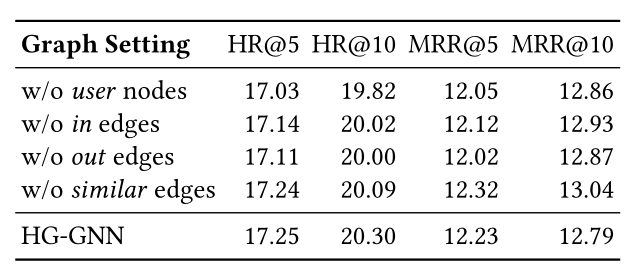 Graph Setting HR@5 HR@10 MRR@5 MRR@10
w/o user nodes 17.03 19.82 12.05 12.86
w/o in edges 17.14 20.02 12.12 12.93
w/o out edges 17.11 20.00 12.02 12.87
w/o similar edges 17.24 20.09 12.32 13.04
HG-GNN 17.25 20.30 12.23 12.79